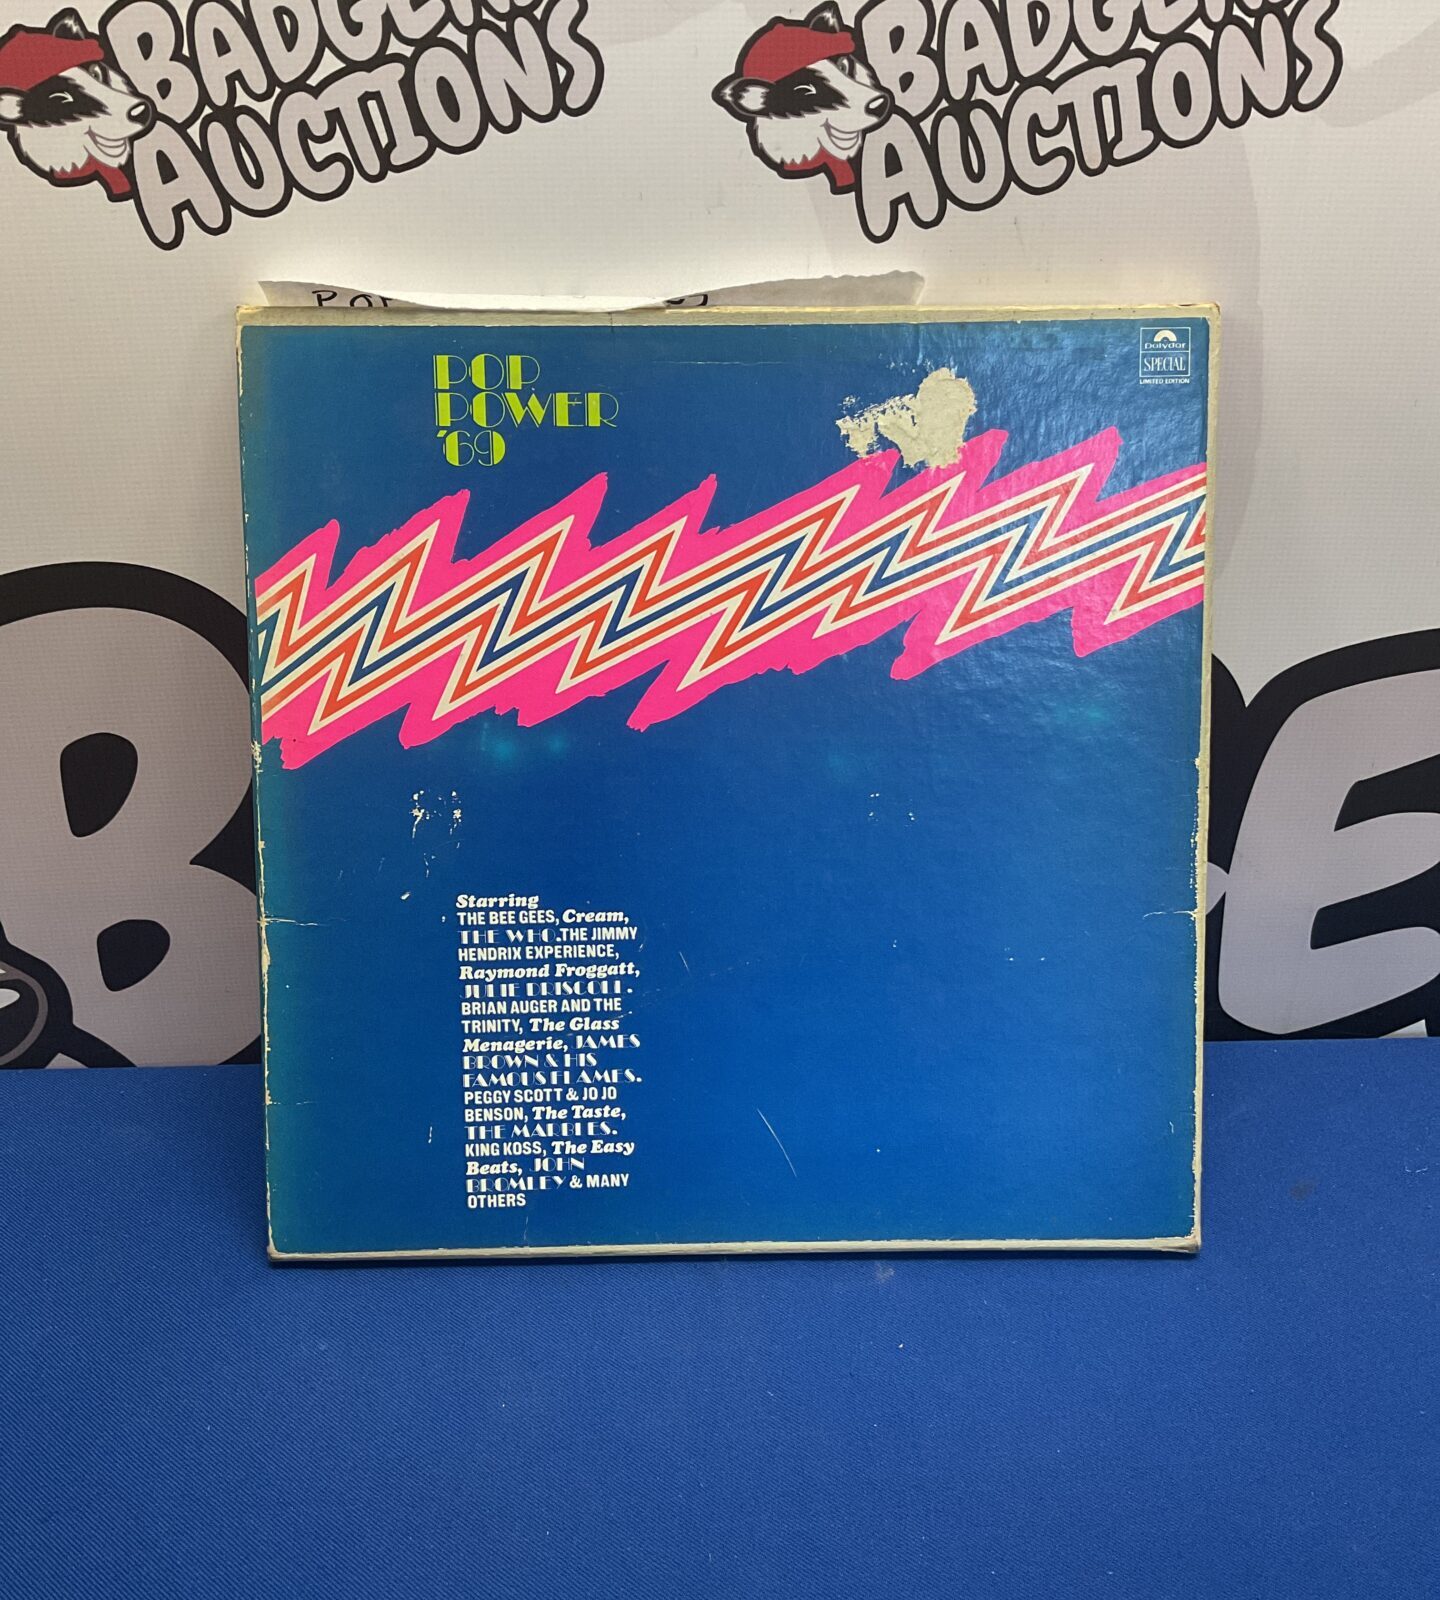 BADGER
AUCTIONS
BADGER
AUCTIONS
POP
POWER
'69
Polydor
SPECIAL
LIMITED EDITION
Starring
THE BEE GEES, Cream,
THE WHO. THE JIMMY
HENDRIX EXPERIENCE,
Raymond Froggatt,
JULIE DRISCOLL.
BRIAN AUGER AND THE
TRINITY, The Glass
Menagerie, JAMES
BROWN & HIS
FAMOUS FLAMES.
PEGGY SCOTT & JO JO
BENSON, The Taste,
THE MARBLES.
KING KOSS, The Easy
Beats, JOHN
BROMLEY & MANY
OTHERS